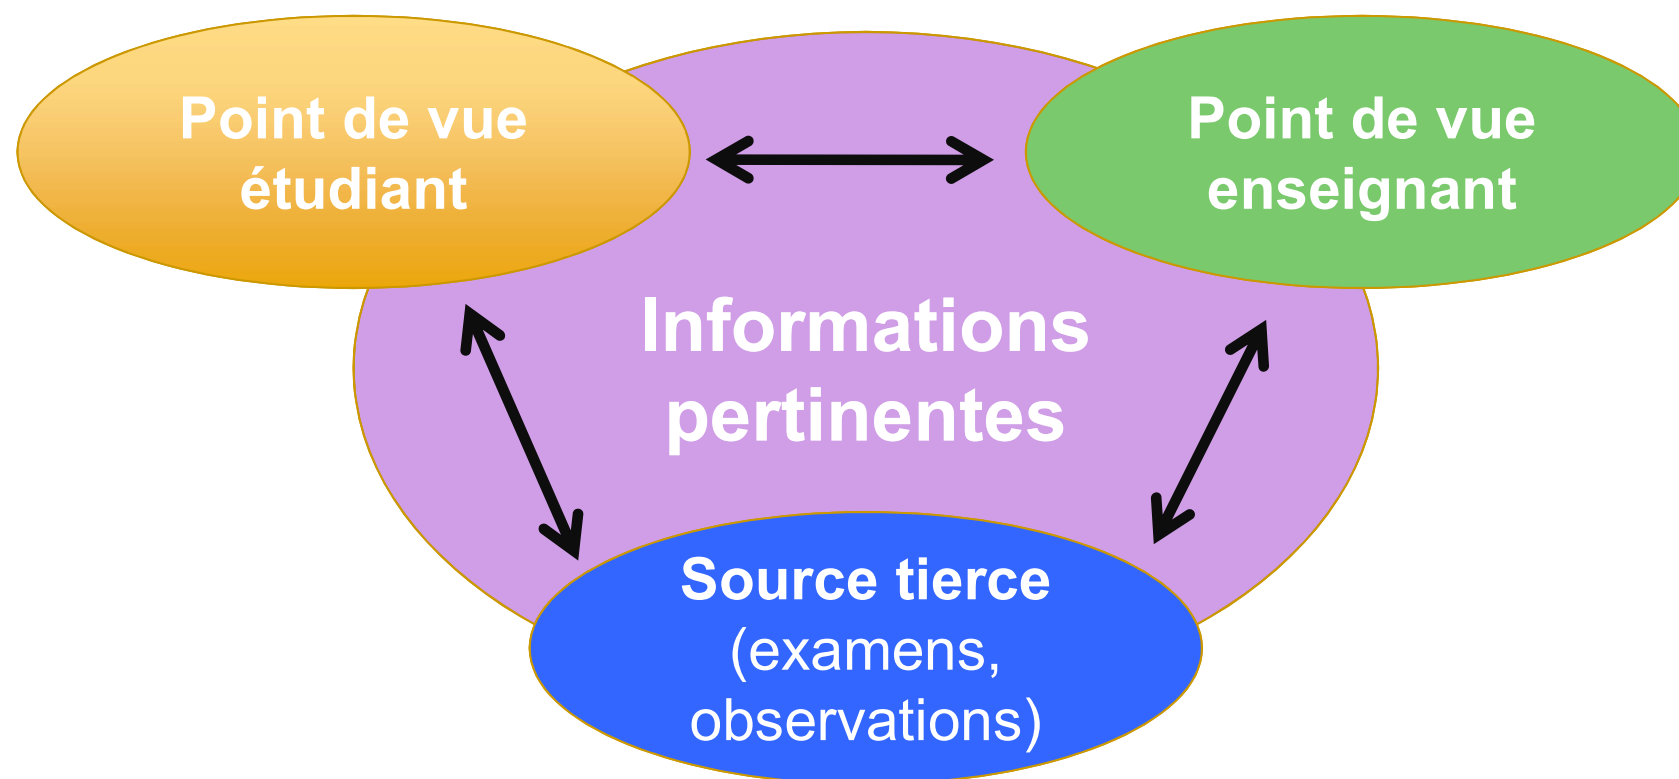 Point de vue
étudiant
Point de vue
enseignant
Informations
pertinentes
Source tierce
(examens,
observations)